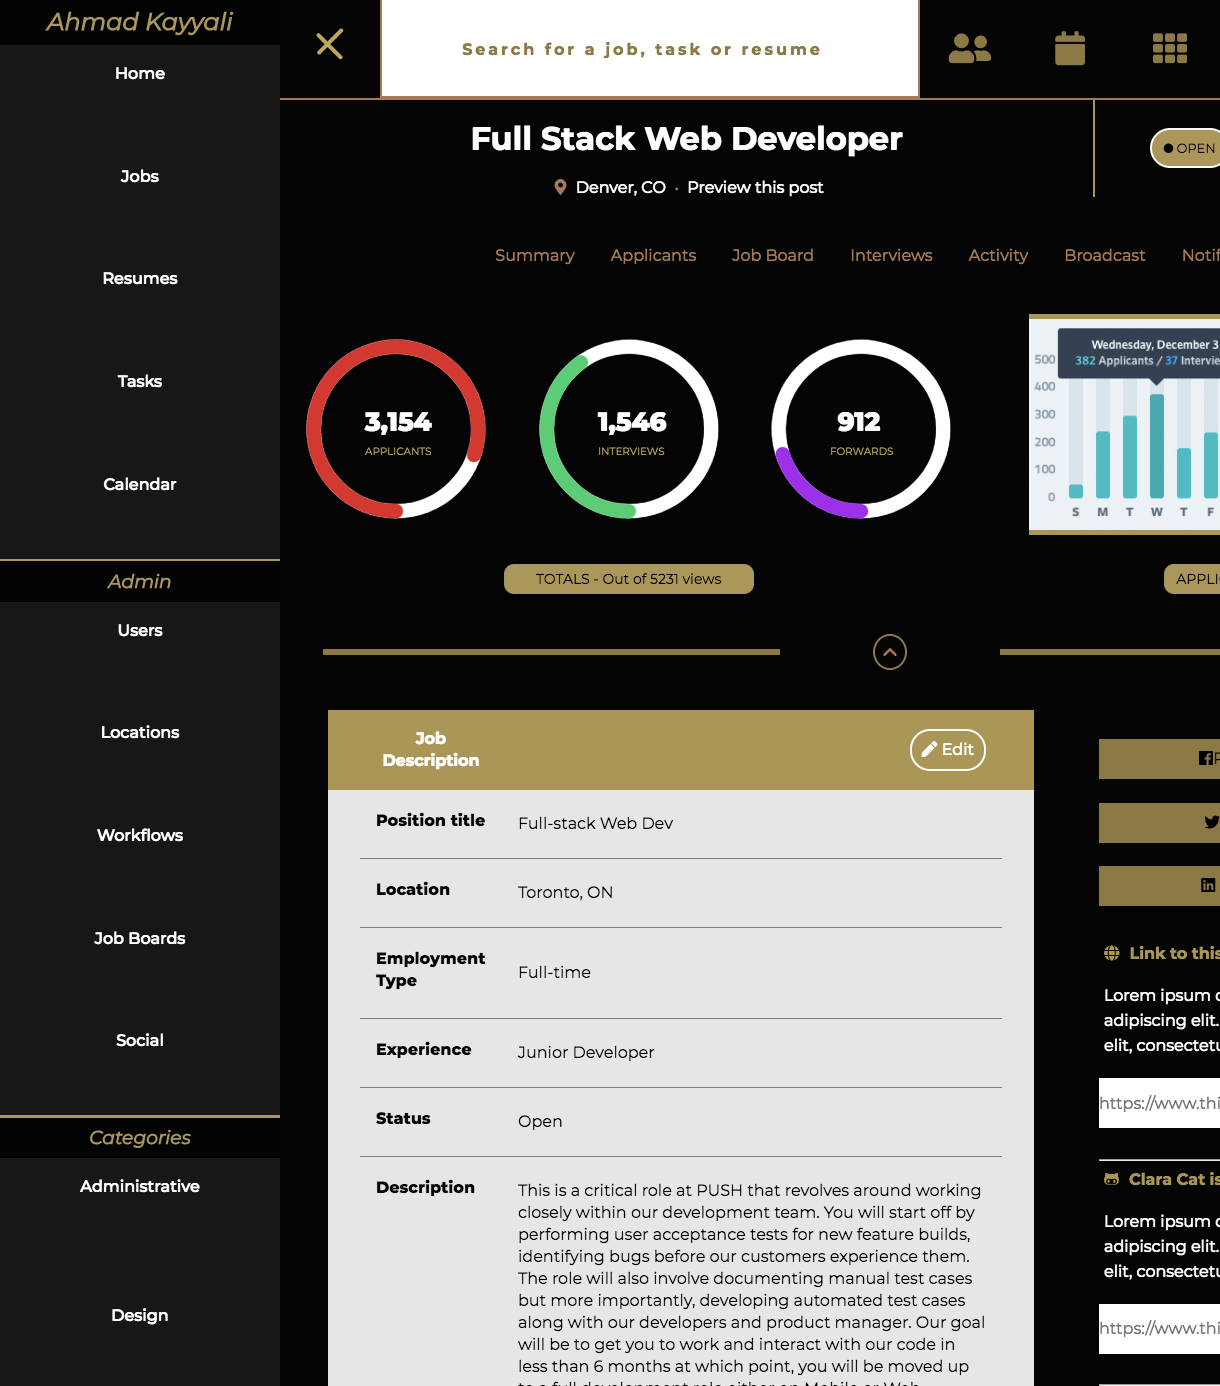 Ahmad Kayyali
Home
Jobs
Resumes
Tasks
Calendar
Admin
Users
Locations
Workflows
Job Boards
Social
Categories
Administrative
Design
Search for a job, task or resume
Full Stack Web Developer
OPEN
Denver, CO • Preview this post
Summary Applicants Job Board Interviews Activity Broadcast Notif
3,154
APPLICANTS
1,546
INTERVIEWS
912
FORWARDS
Wednesday, December 3
382 Applicants / 37 Intervie
500
400
300
200
100
0
S M T W T F
TOTALS - Out of 5231 views
APPLI
Job
Description
Edit
Position title Full-stack Web Dev
Location Toronto, ON
Employment
Type
Full-time
Experience Junior Developer
Status Open
Description This is a critical role at PUSH that revolves around working
closely within our development team. You will start off by
performing user acceptance tests for new feature builds,
identifying bugs before our customers experience them.
The role will also involve documenting manual test cases
but more importantly, developing automated test cases
along with our developers and product manager. Our goal
will be to get you to work and interact with our code in
less than 6 months at which point, you will be moved up
to a full development role either on Mobile or Web
Link to this
Lorem ipsum
adipiscing elit.
elit, consectetu
https://www.thi
Clara Cat is
Lorem ipsum
adipiscing elit.
elit, consectetu
https://www.thi